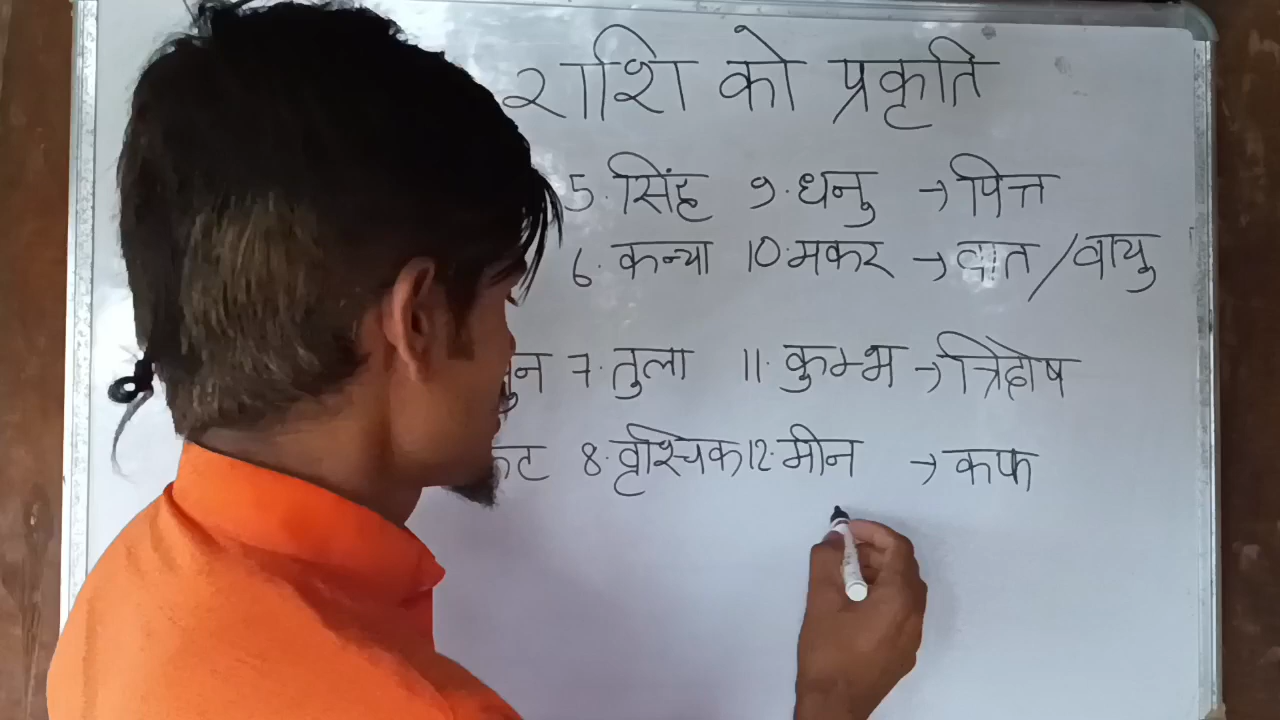 राशि को प्रकृति
5. सिंह 9. धनु → पित्त
6. कन्या 10. मकर → वात / वायु
7. तुला 11. कुम्भ → त्रिदोष
8. वृश्चिक 12. मीन → कफ